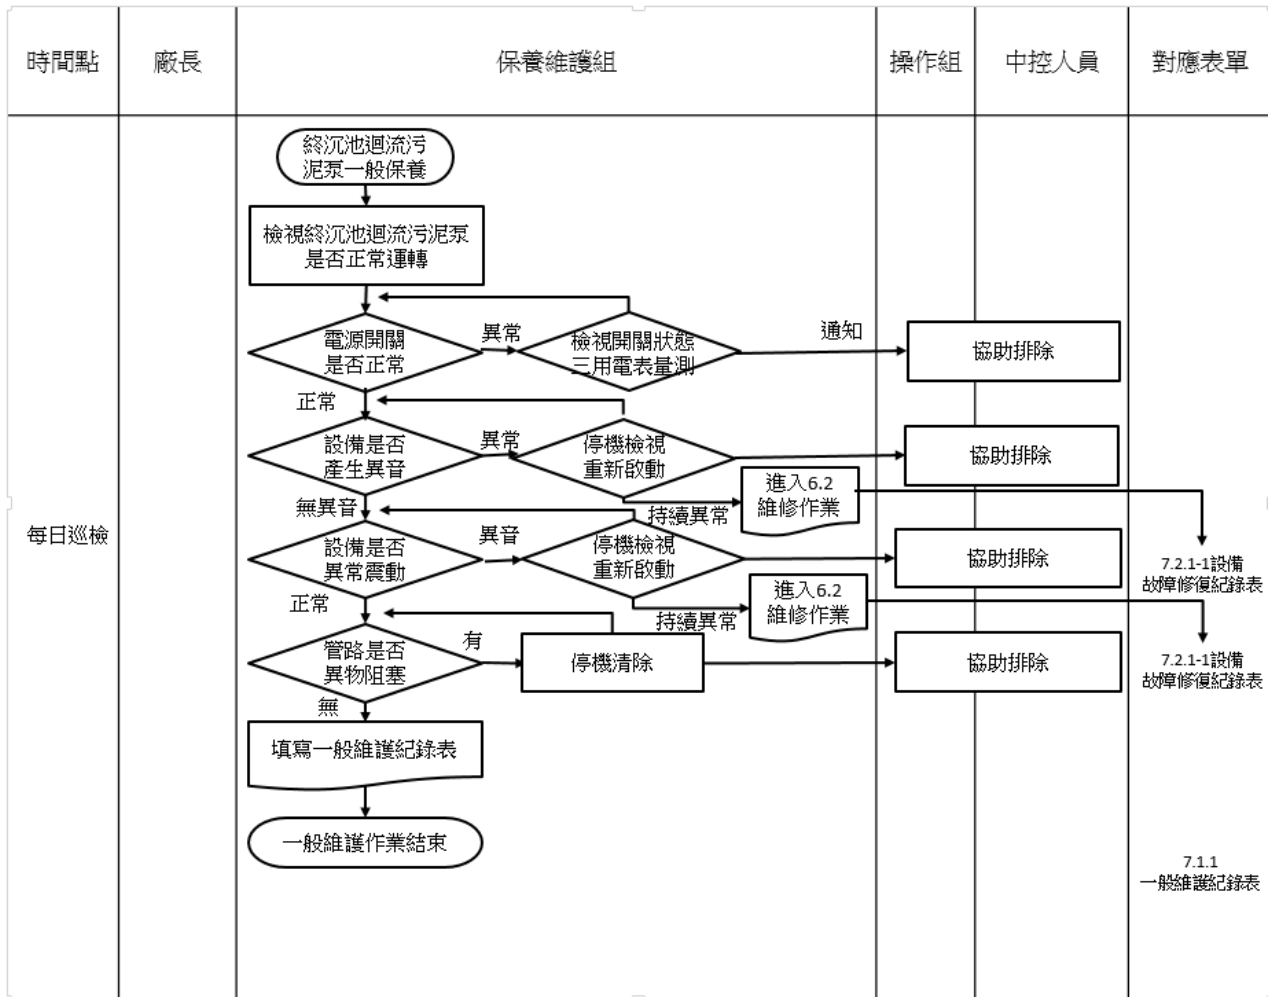 時間點
廠長
保養維護組
操作組
中控人員
對應表單
終沉池迴流污
泥泵一般保養
檢視終沉池迴流污泥泵
是否正常運轉
電源開關
是否正常
異常
檢視開關狀態
三用電表量測
通知
協助排除
正常
設備是否
產生異音
異常
停機檢視
重新啟動
協助排除
無異音
持續異常
進入6.2
維修作業
每日巡檢
設備是否
異常震動
異音
停機檢視
重新啟動
協助排除
7.2.1-1設備
故障修復紀錄表
正常
持續異常
進入6.2
維修作業
管路是否
異物阻塞
有
停機清除
協助排除
7.2.1-1設備
故障修復紀錄表
無
填寫一般維護紀錄表
一般維護作業結束
7.1.1
一般維護紀錄表